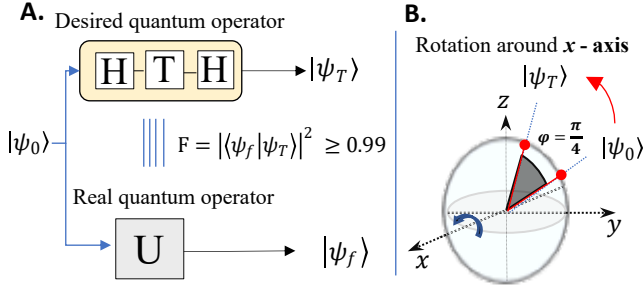 A.
Desired quantum operator
H T H
|ψ_T⟩
|ψ_0⟩
F = |⟨ψ_f|ψ_T⟩|² ≥ 0.99
Real quantum operator
U
|ψ_f⟩
B.
Rotation around x - axis
|ψ_T⟩
z
φ = π/4
|ψ_0⟩
y
x